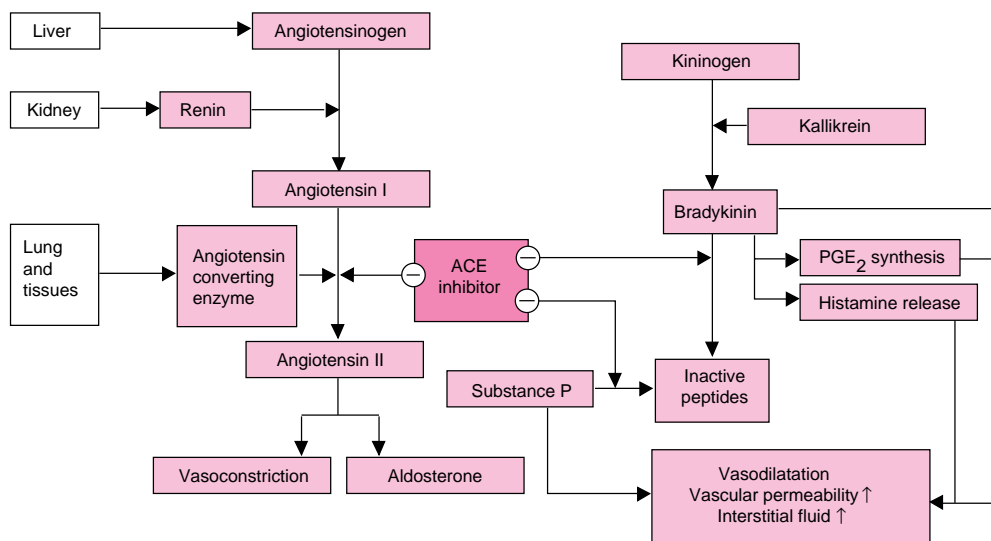 Liver
Angiotensinogen
Kininogen
Kidney
Renin
Kallikrein
Angiotensin I
Bradykinin
Lung
and
tissues
Angiotensin
converting
enzyme
−
ACE
inhibitor
−
−
PGE2 synthesis
Histamine release
Angiotensin II
Substance P
Inactive
peptides
Vasoconstriction
Aldosterone
Vasodilatation
Vascular permeability ↑
Interstitial fluid ↑